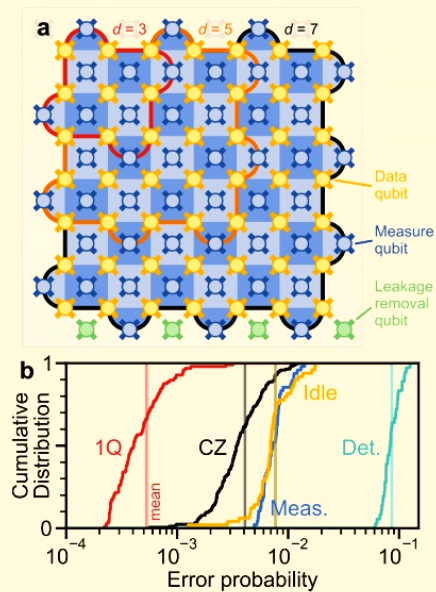 a
d = 3
d = 5
d = 7
Data
qubit
Measure
qubit
Leakage
removal
qubit
b
Cumulative
Distribution
1
0
1Q
mean
CZ
Idle
Meas.
Det.
10⁻⁴
10⁻³
10⁻²
10⁻¹
Error probability